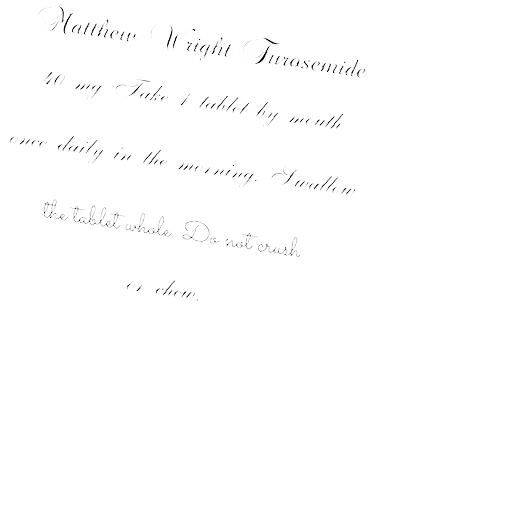 Matthew Wright Furosemide
40 mg Take 1 tablet by mouth
once daily in the morning. Swallow
the tablet whole. Do not crush
or chew.